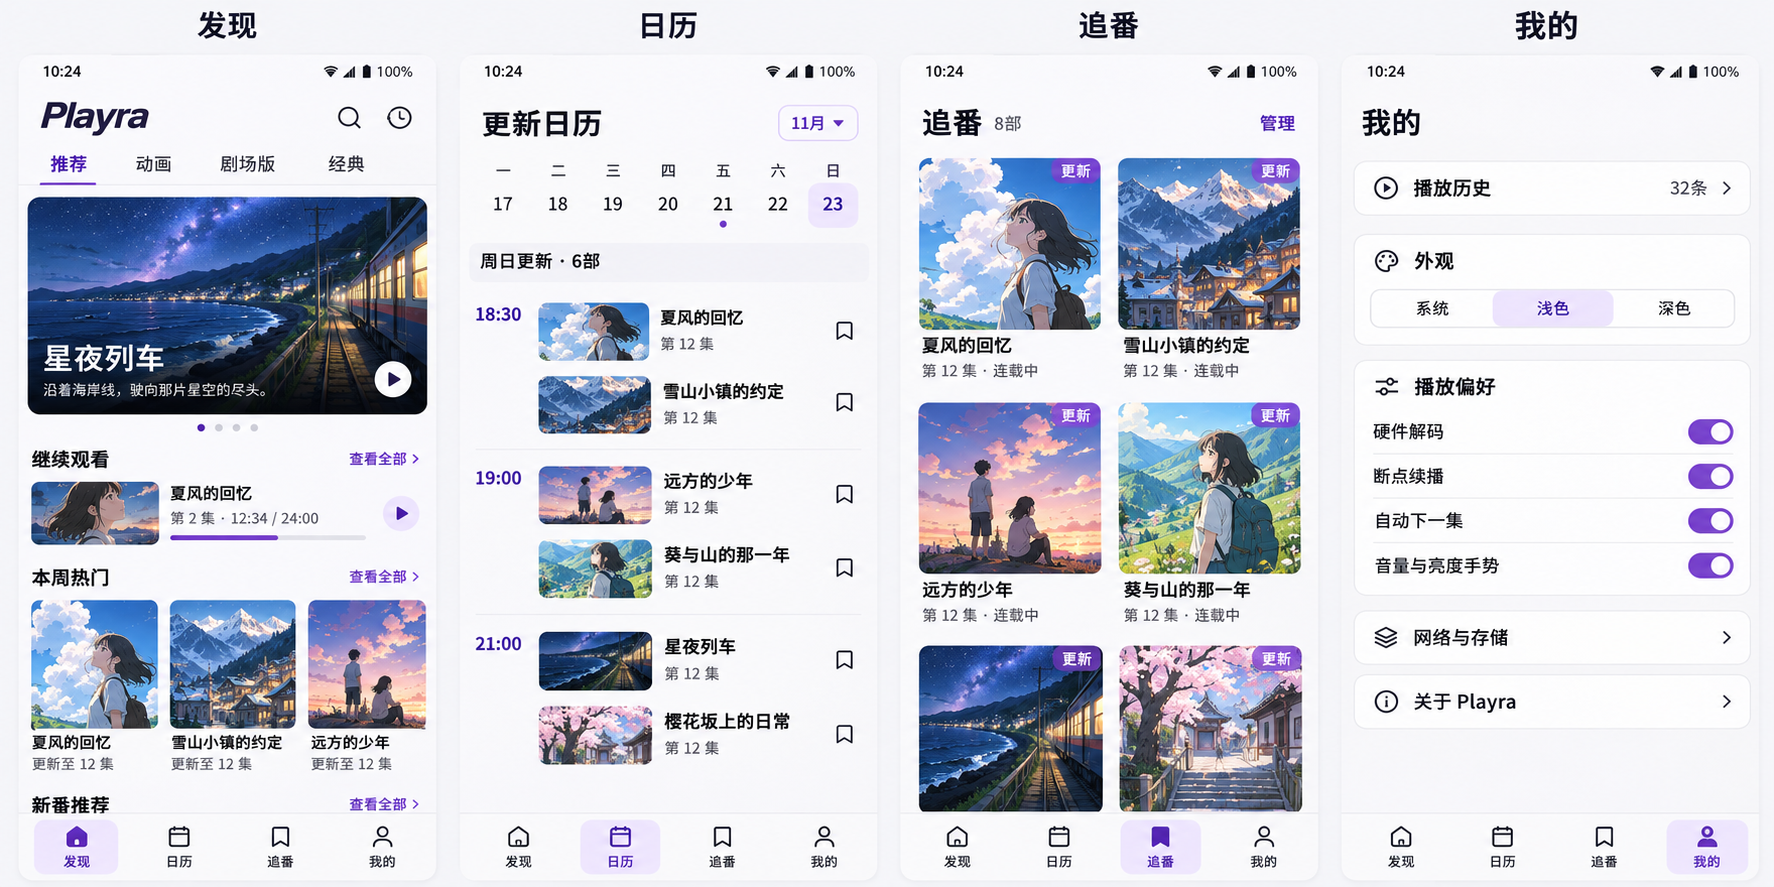 发现
10:24
100%
Playra
推荐 动画 剧场版 经典
星夜列车
沿着海岸线，驶向那片星空的尽头。
继续观看
查看全部
夏风的回忆
第 2 集 · 12:34 / 24:00
本周热门
查看全部
夏风的回忆
更新至 12 集
雪山小镇的约定
更新至 12 集
远方的少年
更新至 12 集
新番推荐
查看全部
发现 日历 追番 我的
日历
10:24
100%
更新日历
11月
一 二 三 四 五 六 日
17 18 19 20 21 22 23
周日更新 · 6部
18:30
夏风的回忆
第 12 集
雪山小镇的约定
第 12 集
19:00
远方的少年
第 12 集
葵与山的那一年
第 12 集
21:00
星夜列车
第 12 集
樱花坂上的日常
第 12 集
发现 日历 追番 我的
追番
10:24
100%
追番 8部
管理
更新
夏风的回忆
第 12 集 · 连载中
更新
雪山小镇的约定
第 12 集 · 连载中
更新
远方的少年
第 12 集 · 连载中
更新
葵与山的那一年
第 12 集 · 连载中
更新
更新
发现 日历 追番 我的
我的
10:24
100%
我的
播放历史
32条
外观
系统 浅色 深色
播放偏好
硬件解码
断点续播
自动下一集
音量与亮度手势
网络与存储
关于 Playra
发现 日历 追番 我的